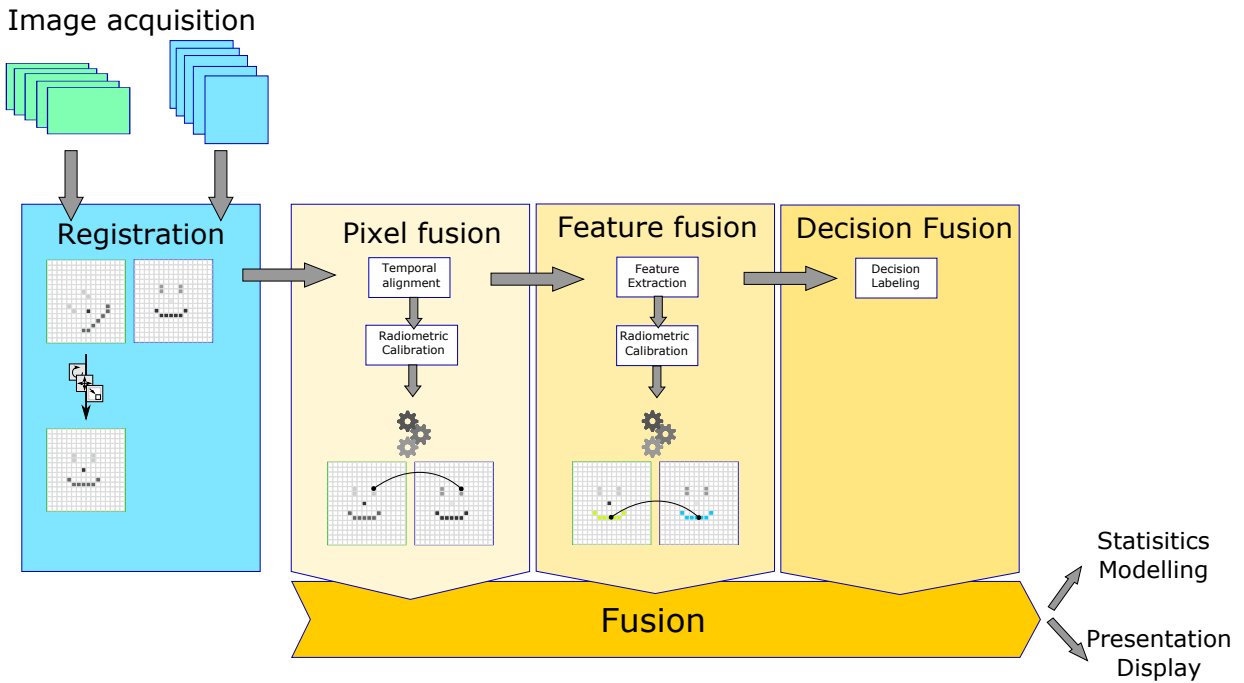 Image acquisition
Registration
Pixel fusion
Temporal
alignment
Radiometric
Calibration
Feature fusion
Feature
Extraction
Radiometric
Calibration
Decision Fusion
Decision
Labeling
Fusion
Statisitics
Modelling
Presentation
Display